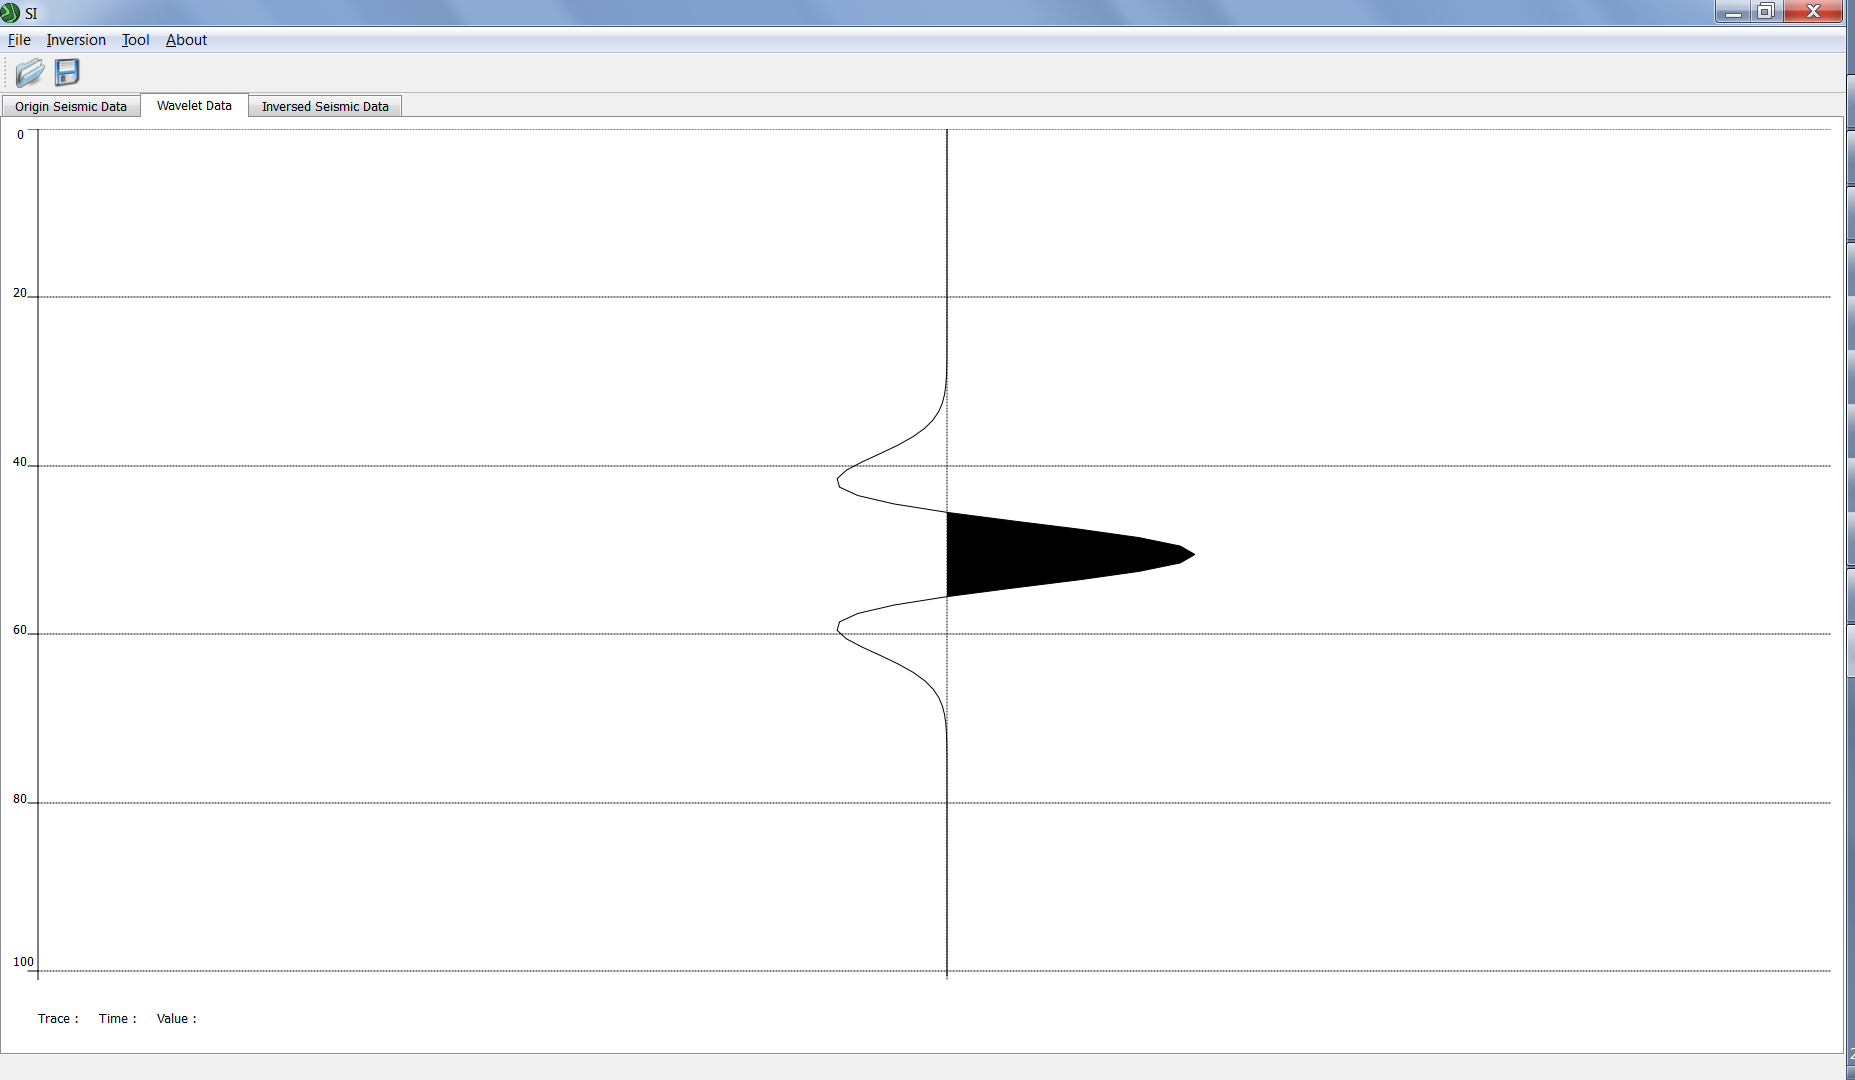 SI
File Inversion Tool About
Origin Seismic Data Wavelet Data Inversed Seismic Data
0
20
40
60
80
100
Trace : Time : Value :